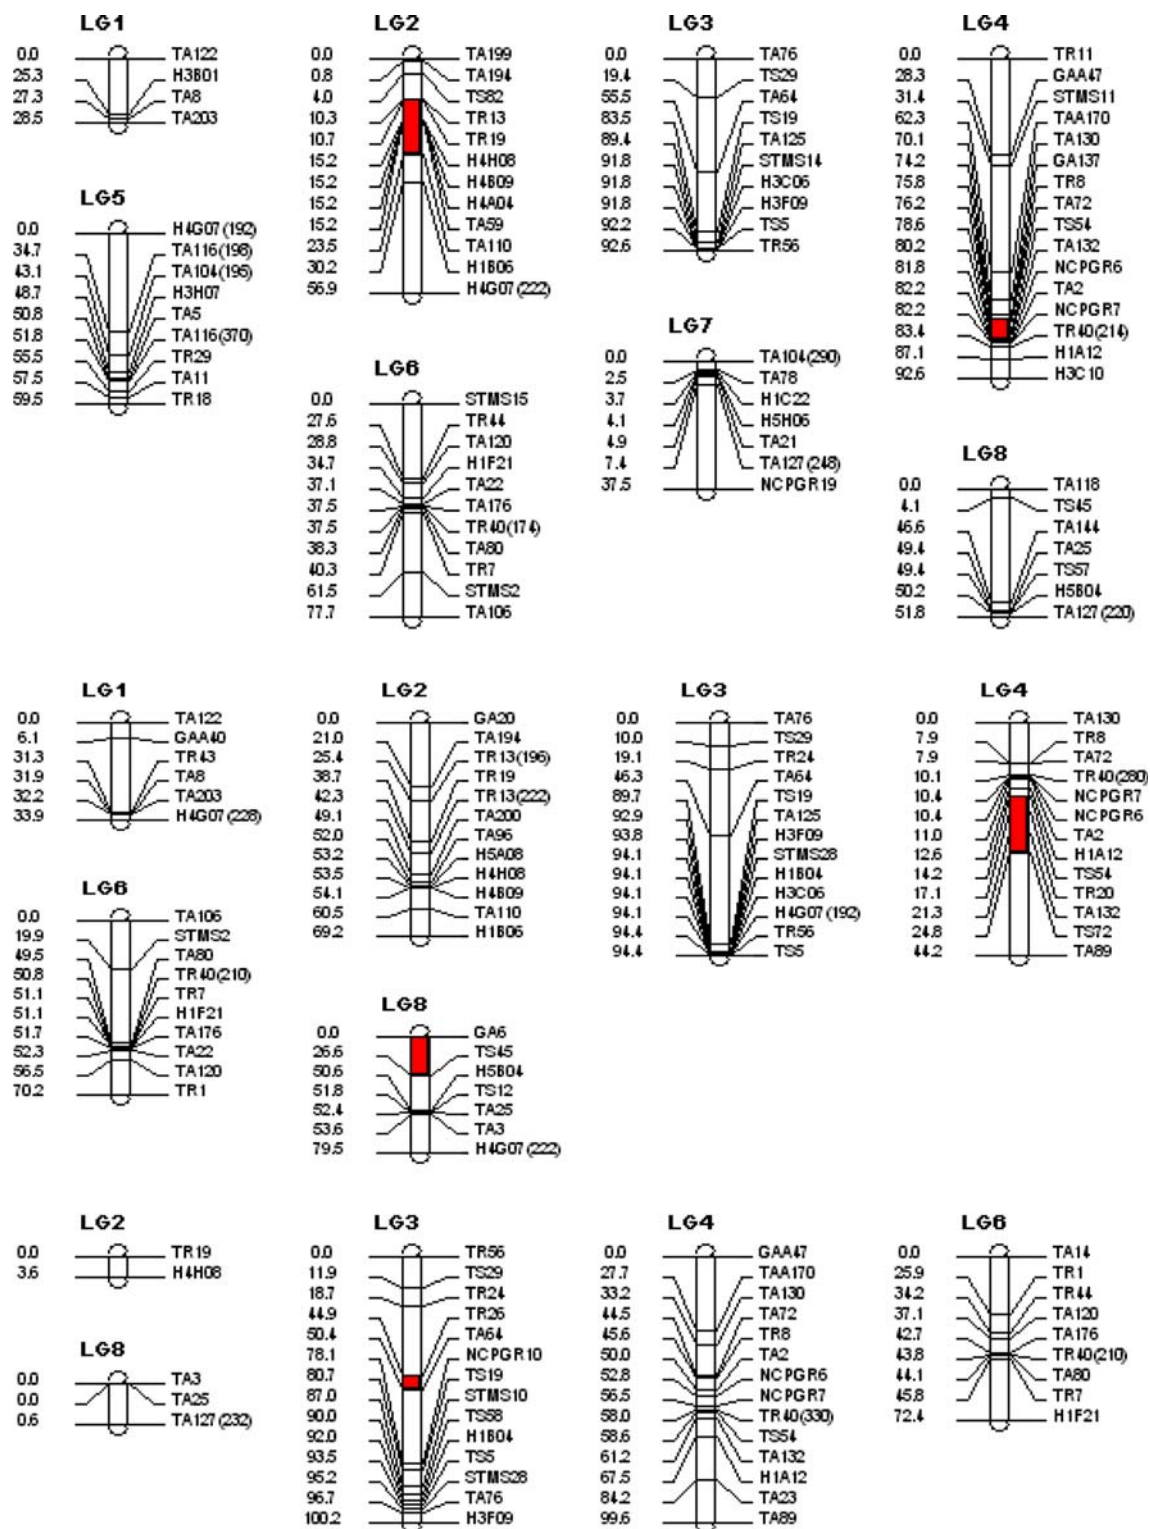 LG1
0.0 TA122
25.3 H3B01
27.3 TA8
28.5 TA203
LG2
0.0 TA199
0.8 TA194
4.0 TS82
10.3 TR13
10.7 TR19
15.2 H4H08
15.2 H4B09
15.2 H4A04
15.2 TA59
23.5 TA110
30.2 H1B06
56.9 H4G07(222)
LG3
0.0 TA76
19.4 TS29
55.5 TA64
83.5 TS19
89.4 TA125
91.8 STMS14
91.8 H3C06
91.8 H3F09
92.2 TS5
92.6 TR56
LG4
0.0 TR11
28.3 GAA47
31.4 STMS11
62.3 TAA170
70.1 TA130
74.2 GA137
75.8 TR8
76.2 TA72
78.6 TS54
80.2 TA132
81.8 NCPGR6
82.2 TA2
82.2 NCPGR7
83.4 TR40(214)
87.1 H1A12
92.6 H3C10
LG5
0.0 H4G07(192)
34.7 TA116(198)
43.1 TA104(195)
48.7 H3H07
50.8 TA5
51.8 TA116(370)
55.5 TR29
57.5 TA11
59.5 TR18
LG6
0.0 STMS15
27.6 TR44
28.8 TA120
34.7 H1F21
37.1 TA22
37.5 TA176
37.5 TR40(174)
38.3 TA80
40.3 TR7
61.5 STMS2
77.7 TA106
LG7
0.0 TA104(290)
2.5 TA78
3.7 H1C22
4.1 H5H06
4.9 TA21
7.4 TA127(248)
37.5 NCPGR19
LG8
0.0 TA118
4.1 TS45
46.6 TA144
49.4 TA25
49.4 TS57
50.2 H5B04
51.8 TA127(220)
LG1
0.0 TA122
6.1 GAA40
31.3 TR43
31.9 TA8
32.2 TA203
33.9 H4G07(228)
LG2
0.0 GA20
21.0 TA194
25.4 TR13(196)
38.7 TR19
42.3 TR13(222)
49.1 TA200
52.0 TA96
53.2 H5A08
53.5 H4H08
54.1 H4B09
60.5 TA110
69.2 H1B06
LG3
0.0 TA76
10.0 TS29
19.1 TR24
46.3 TA64
89.7 TS19
92.9 TA125
93.8 H3F09
94.1 STMS28
94.1 H1B04
94.1 H3C06
94.1 H4G07(192)
94.4 TR56
94.4 TS5
LG4
0.0 TA130
7.9 TR8
7.9 TA72
10.1 TR40(280)
10.4 NCPGR7
10.4 NCPGR6
11.0 TA2
12.6 H1A12
14.2 TS54
17.1 TR20
21.3 TA132
24.8 TS72
44.2 TA89
LG6
0.0 TA106
19.9 STMS2
49.5 TA80
50.8 TR40(210)
51.1 TR7
51.1 H1F21
51.7 TA176
52.3 TA22
56.5 TA120
70.2 TR1
LG8
0.0 GA6
26.6 TS45
50.6 H5B04
51.8 TS12
52.4 TA25
53.6 TA3
79.5 H4G07(222)
LG2
0.0 TR19
3.6 H4H08
LG3
0.0 TR56
11.9 TS29
18.7 TR24
44.9 TR26
50.4 TA64
78.1 NCPGR10
80.7 TS19
87.0 STMS10
90.0 TS58
92.0 H1B04
93.5 TS5
95.2 STMS28
96.7 TA76
100.2 H3F09
LG4
0.0 GAA47
27.7 TAA170
33.2 TA130
44.5 TA72
45.6 TR8
50.0 TA2
52.8 NCPGR6
56.5 NCPGR7
58.0 TR40(330)
58.6 TS54
61.2 TA132
67.5 H1A12
84.2 TA23
99.6 TA89
LG6
0.0 TA14
25.9 TR1
34.2 TR44
37.1 TA120
42.7 TA176
43.8 TR40(210)
44.1 TA80
45.8 TR7
72.4 H1F21
LG8
0.0 TA3
0.0 TA25
0.6 TA127(232)